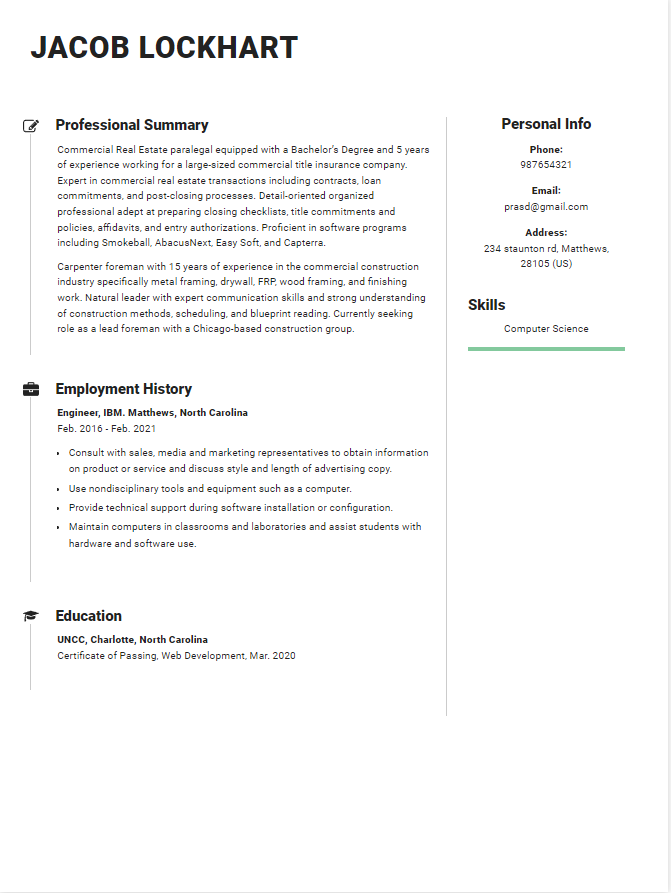 JACOB LOCKHART
Professional Summary
Commercial Real Estate paralegal equipped with a Bachelor's Degree and 5 years
of experience working for a large-sized commercial title insurance company.
Expert in commercial real estate transactions including contracts, loan
commitments, and post-closing processes. Detail-oriented organized
professional adept at preparing closing checklists, title commitments and
policies, affidavits, and entry authorizations. Proficient in software programs
including Smokeball, AbacusNext, Easy Soft, and Capterra.
Carpenter foreman with 15 years of experience in the commercial construction
industry specifically metal framing, drywall, FRP, wood framing, and finishing
work. Natural leader with expert communication skills and strong understanding
of construction methods, scheduling, and blueprint reading. Currently seeking
role as a lead foreman with a Chicago-based construction group.
Employment History
Engineer, IBM. Matthews, North Carolina
Feb. 2016 - Feb. 2021
• Consult with sales, media and marketing representatives to obtain information
on product or service and discuss style and length of advertising copy.
• Use nondisciplinary tools and equipment such as a computer.
• Provide technical support during software installation or configuration.
• Maintain computers in classrooms and laboratories and assist students with
hardware and software use.
Education
UNCC, Charlotte, North Carolina
Certificate of Passing, Web Development, Mar. 2020
Personal Info
Phone:
987654321
Email:
prasd@gmail.com
Address:
234 staunton rd, Matthews,
28105 (US)
Skills
Computer Science